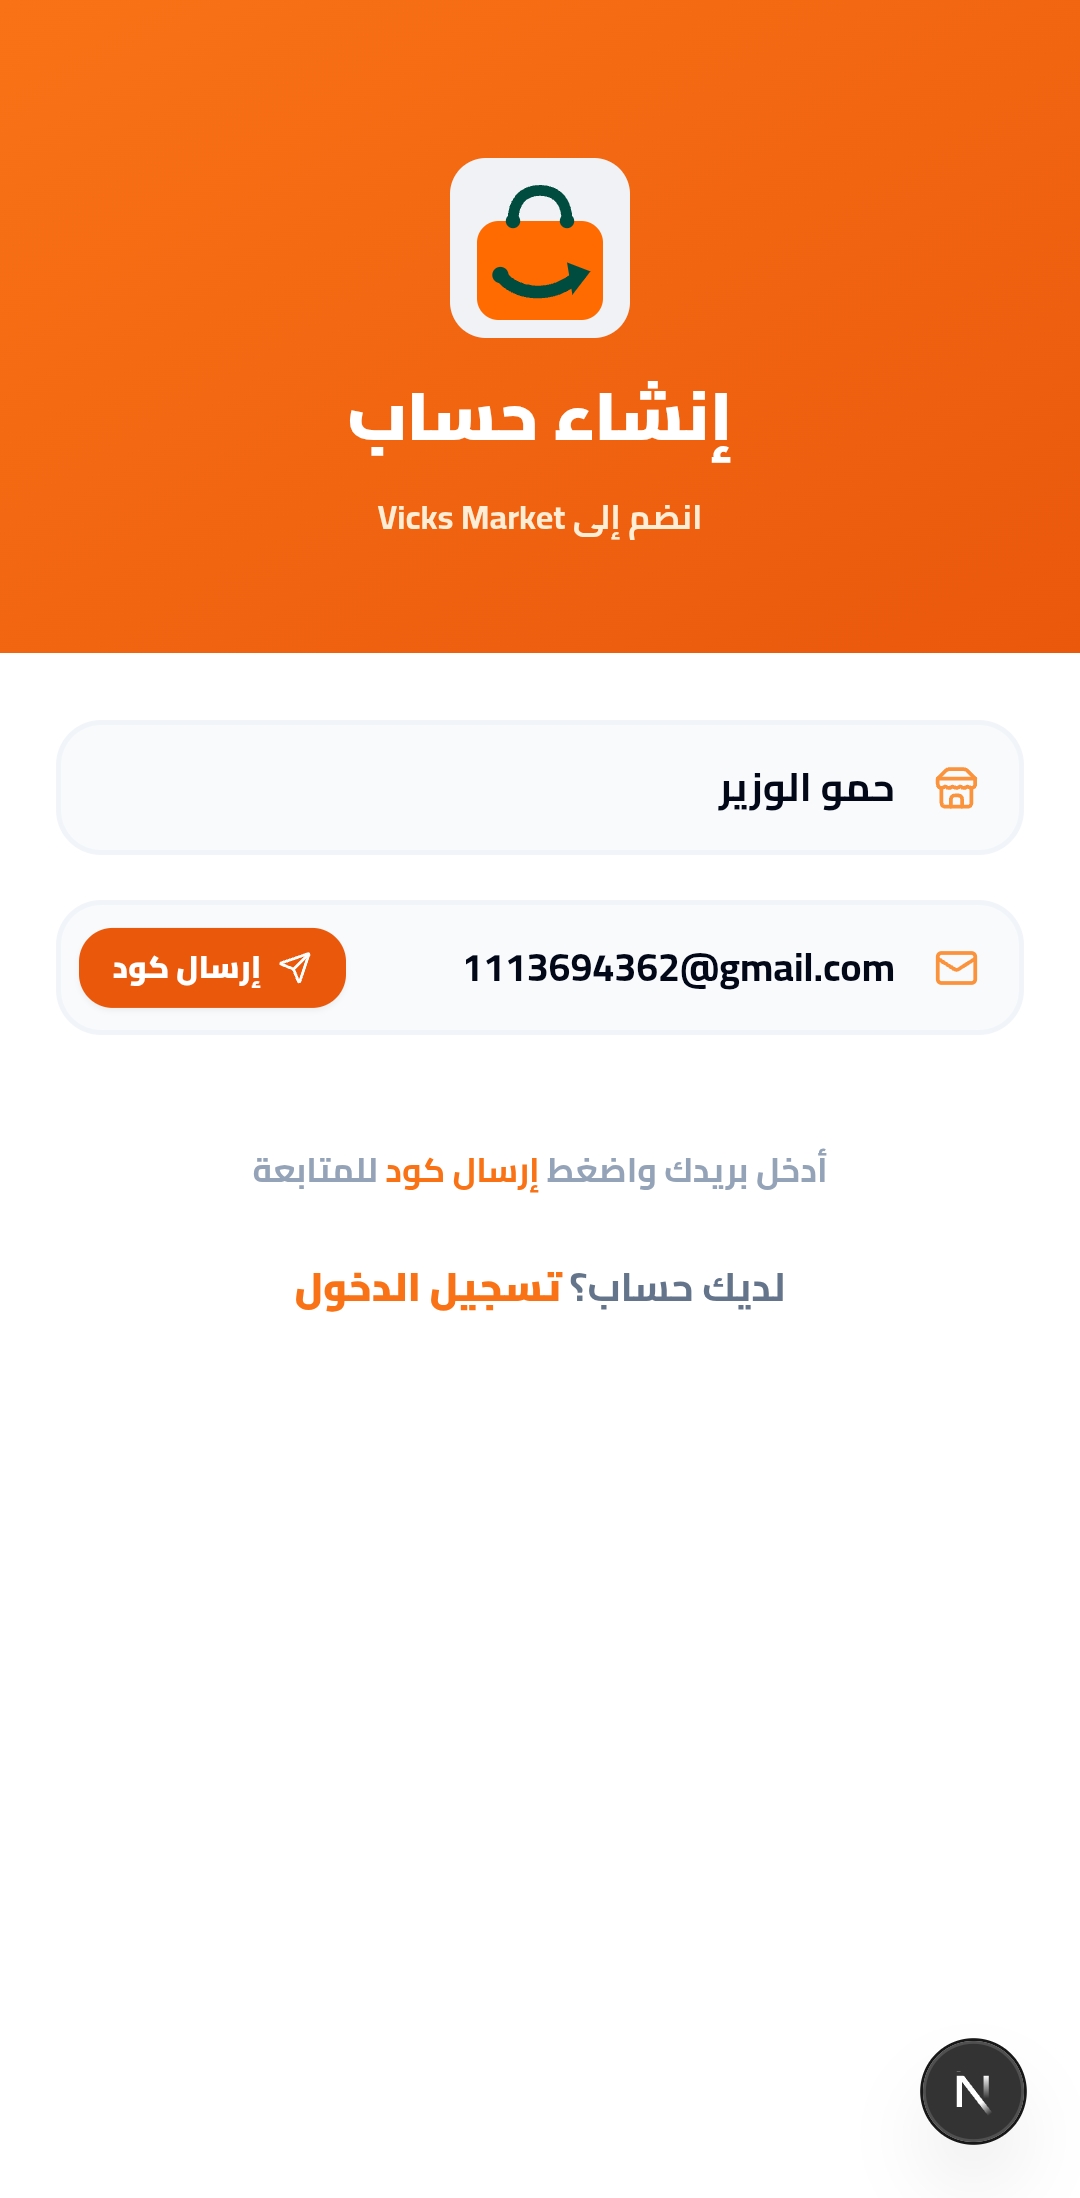 إنشاء حساب
انضم إلى Vicks Market
حمو الوزير
1113694362@gmail.com
إرسال كود
أدخل بريدك واضغط إرسال كود للمتابعة
لديك حساب؟ تسجيل الدخول
N